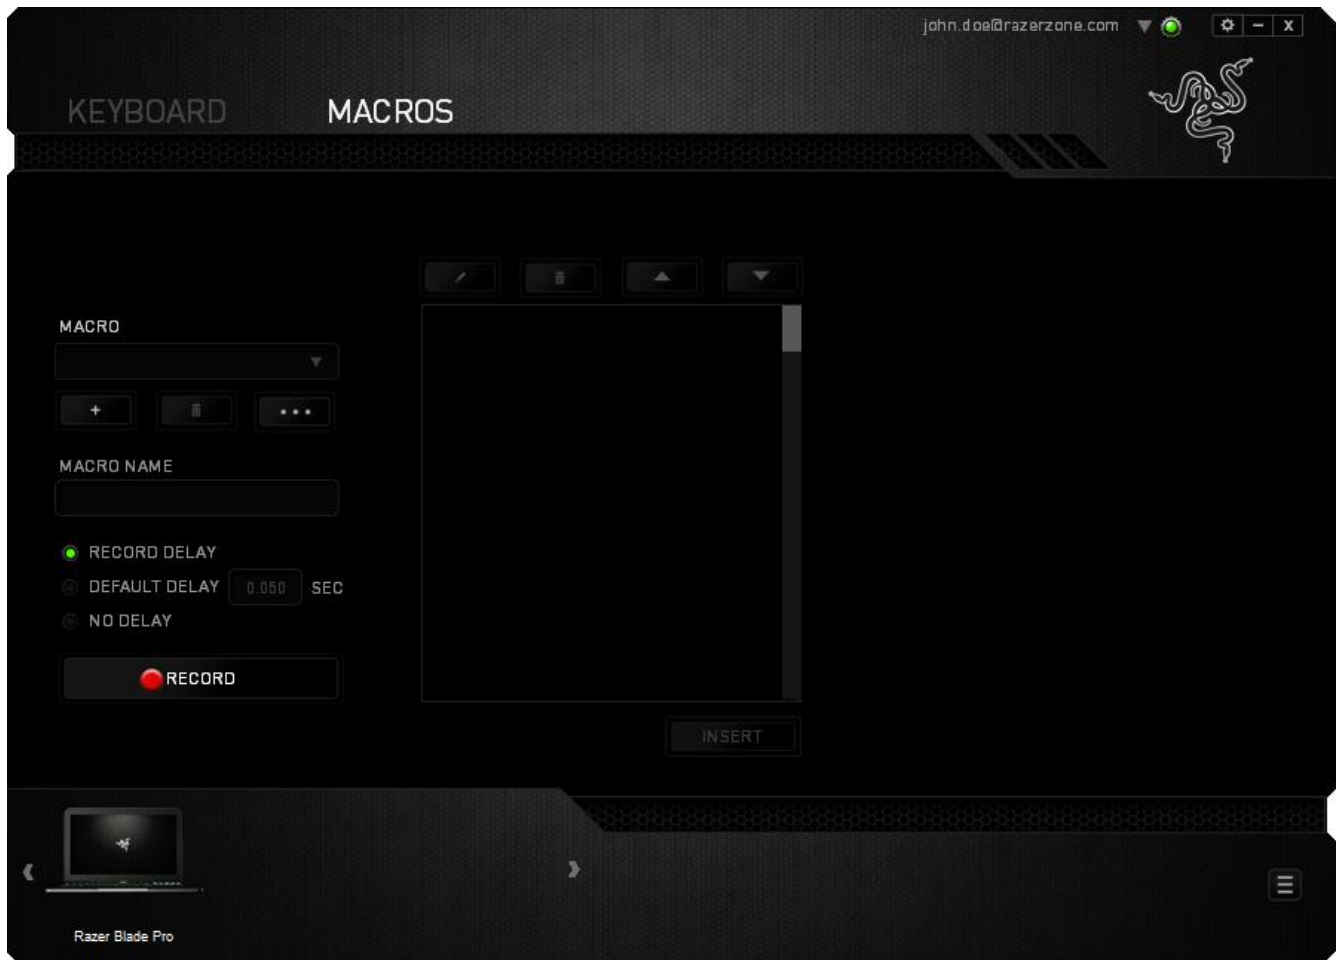 john.doe@razerzone.com
KEYBOARD MACROS
MACRO
MACRO NAME
RECORD DELAY
DEFAULT DELAY 0.050 SEC
NO DELAY
RECORD
INSERT
Razer Blade Pro